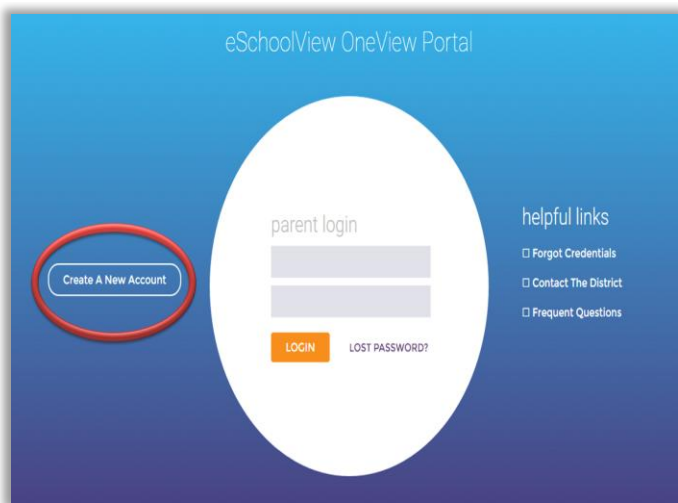 eSchoolView OneView Portal
Create A New Account
parent login
LOGIN LOST PASSWORD?
helpful links
Forgot Credentials
Contact The District
Frequent Questions